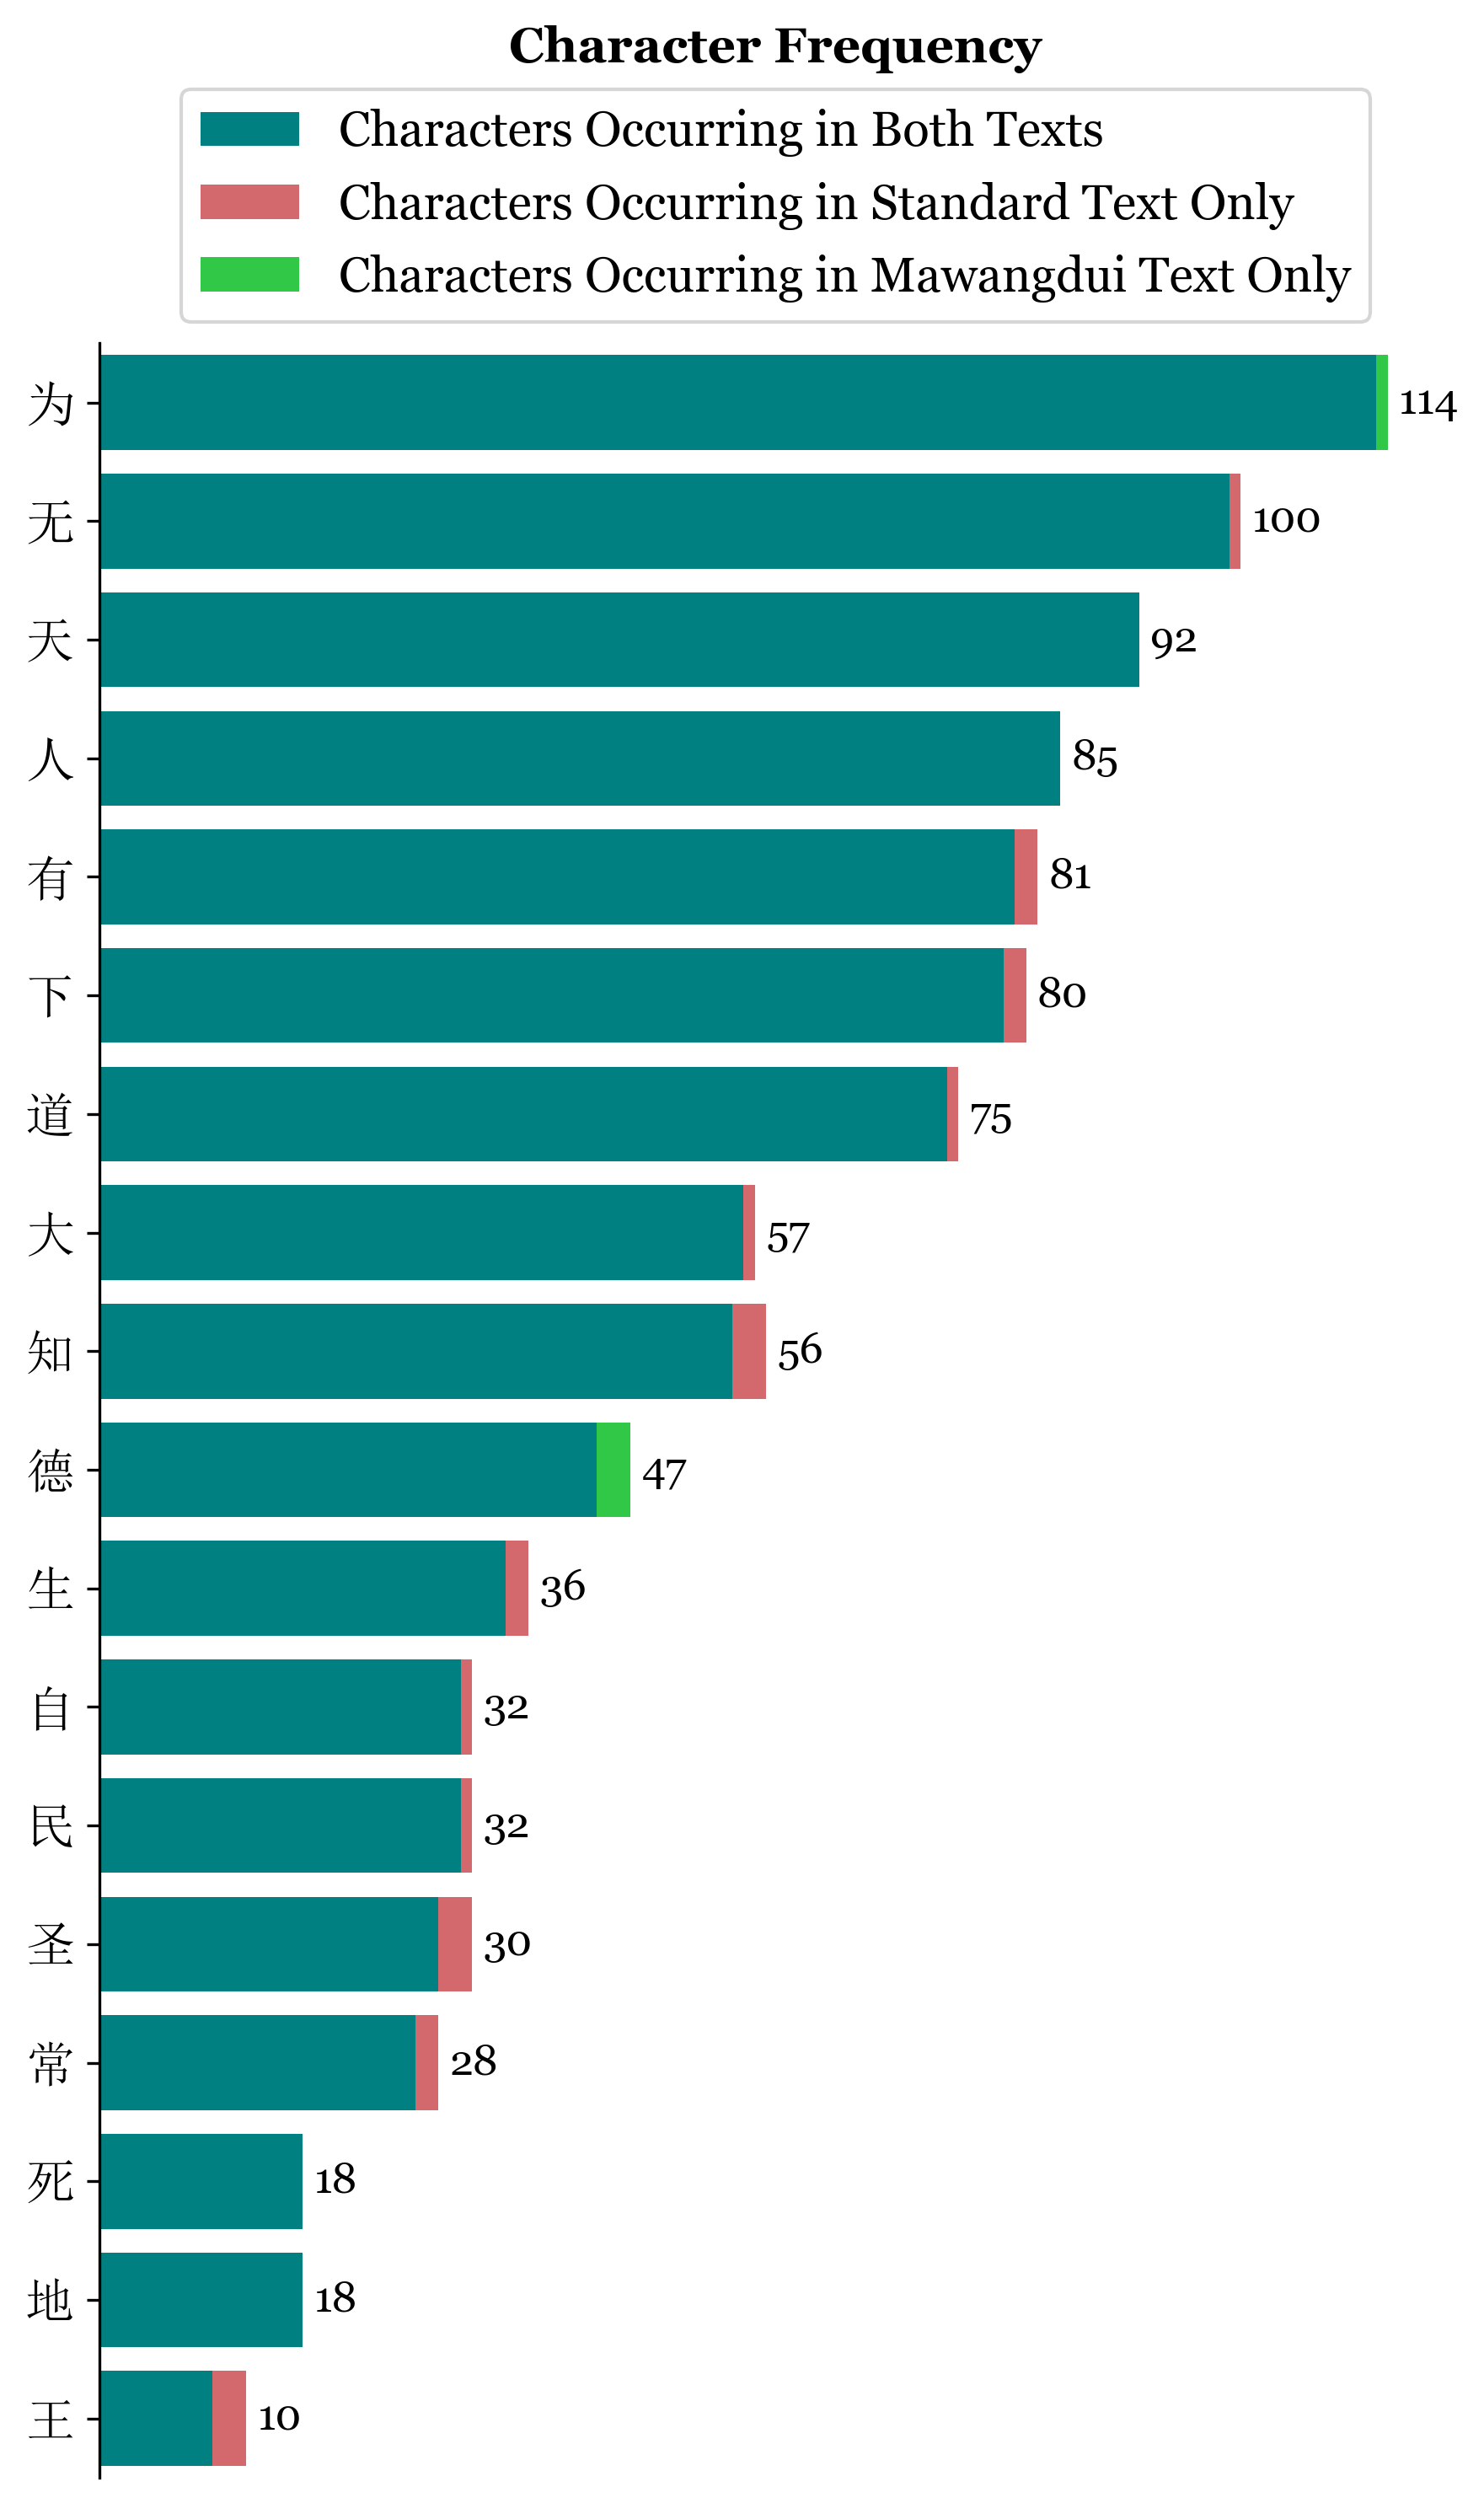 Character Frequency
Characters Occurring in Both Texts
Characters Occurring in Standard Text Only
Characters Occurring in Mawangdui Text Only
为 114
无 100
天 92
人 85
有 81
下 80
道 75
大 57
知 56
德 47
生 36
自 32
民 32
圣 30
常 28
死 18
地 18
王 10